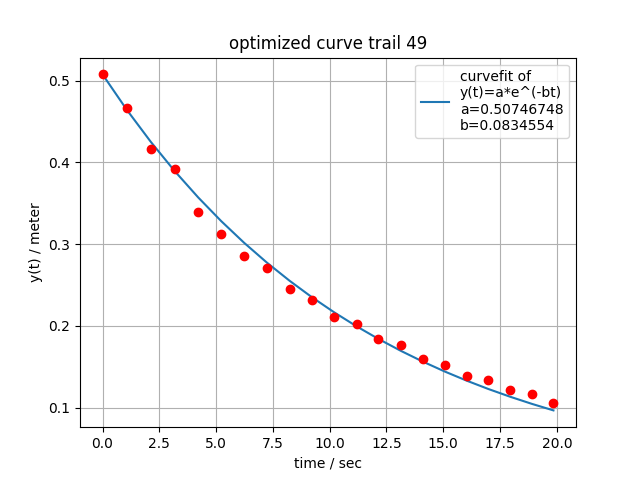 optimized curve trail 49
curvefit of
y(t)=a*e^(-bt)
a=0.50746748
b=0.0834554
y(t) / meter
0.5
0.4
0.3
0.2
0.1
0.0 2.5 5.0 7.5 10.0 12.5 15.0 17.5 20.0
time / sec